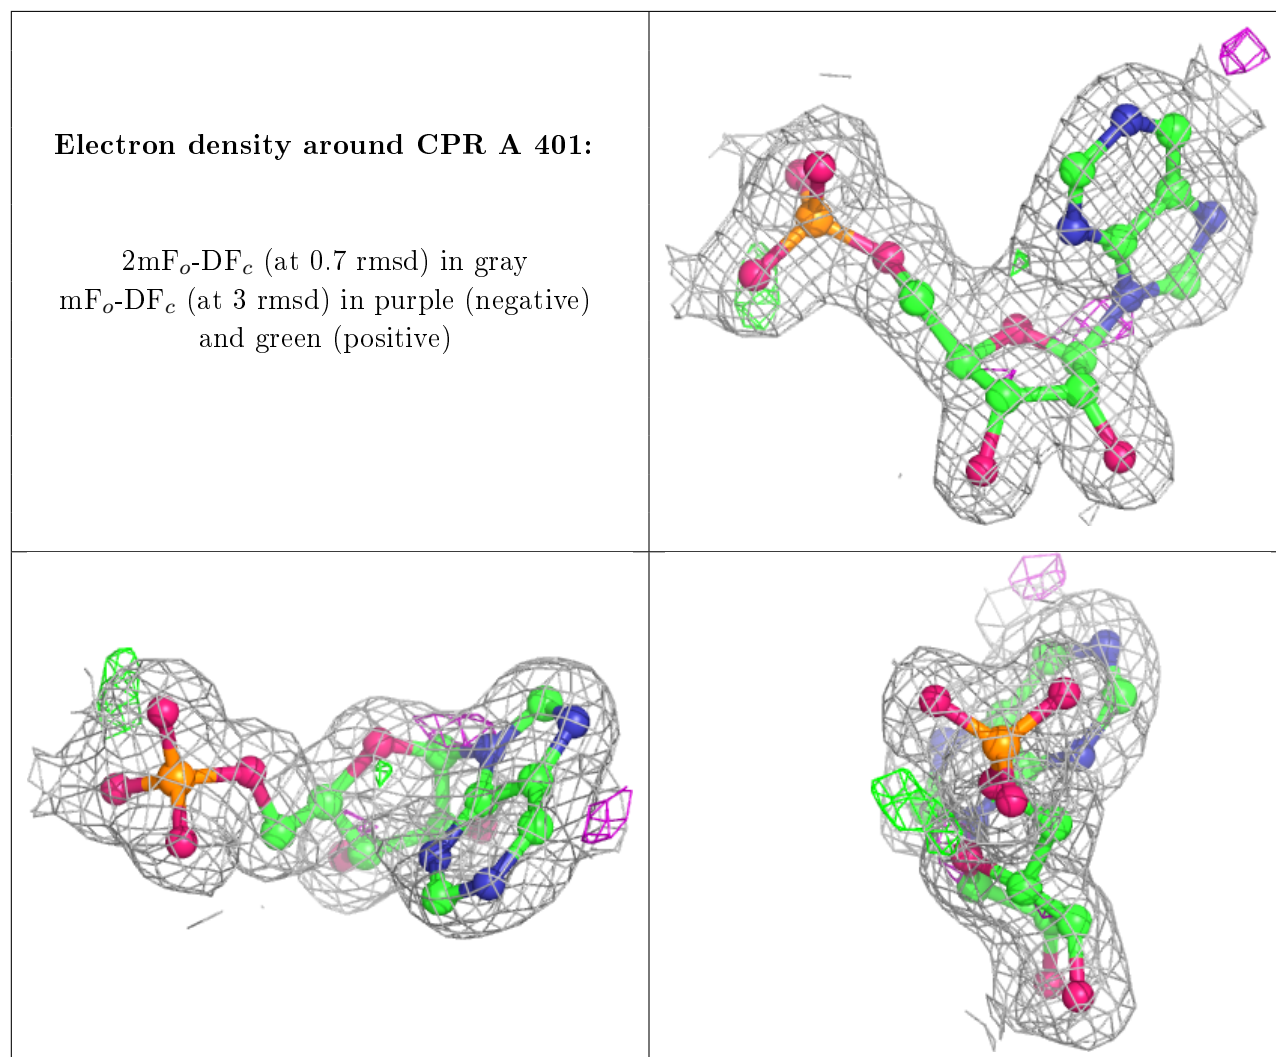 Electron density around CPR A 401:
2mFo-DFc (at 0.7 rmsd) in gray
mFo-DFc (at 3 rmsd) in purple (negative)
and green (positive)